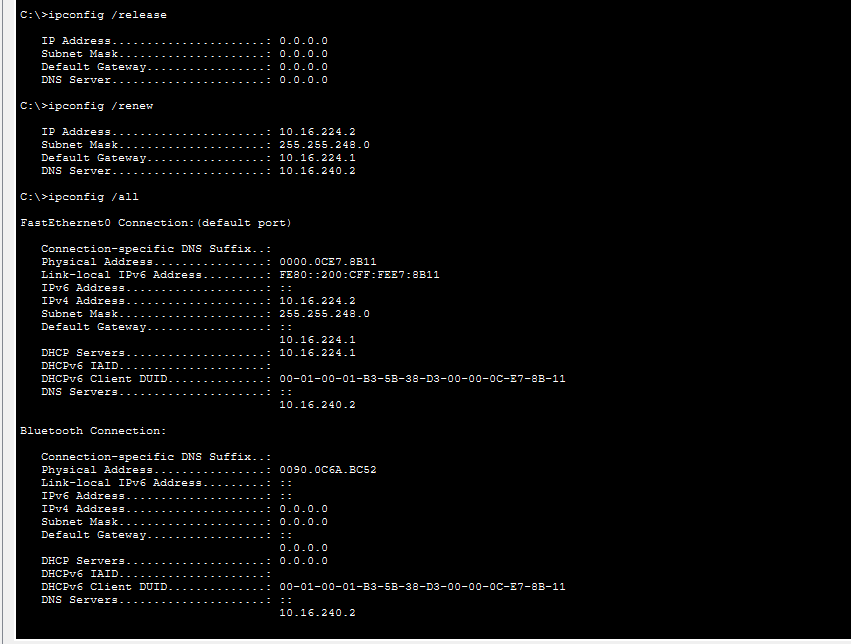 C:\>ipconfig /release
IP Address......................: 0.0.0.0
Subnet Mask.....................: 0.0.0.0
Default Gateway.................: 0.0.0.0
DNS Server......................: 0.0.0.0
C:\>ipconfig /renew
IP Address......................: 10.16.224.2
Subnet Mask.....................: 255.255.248.0
Default Gateway.................: 10.16.224.1
DNS Server......................: 10.16.240.2
C:\>ipconfig /all
FastEthernet0 Connection:(default port)
Connection-specific DNS Suffix..:
Physical Address................: 0000.0CE7.8B11
Link-local IPv6 Address.........: FE80::200:CFF:FEE7:8B11
IPv6 Address....................: ::
IPv4 Address....................: 10.16.224.2
Subnet Mask.....................: 255.255.248.0
Default Gateway.................: ::
10.16.224.1
DHCP Servers....................: 10.16.224.1
DHCPv6 IAID.....................:
DHCPv6 Client DUID..............: 00-01-00-01-B3-5B-38-D3-00-00-0C-E7-8B-11
DNS Servers.....................: ::
10.16.240.2
Bluetooth Connection:
Connection-specific DNS Suffix..:
Physical Address................: 0090.0C6A.BC52
Link-local IPv6 Address.........: ::
IPv6 Address....................: ::
IPv4 Address....................: 0.0.0.0
Subnet Mask.....................: 0.0.0.0
Default Gateway.................: ::
0.0.0.0
DHCP Servers....................: 0.0.0.0
DHCPv6 IAID.....................:
DHCPv6 Client DUID..............: 00-01-00-01-B3-5B-38-D3-00-00-0C-E7-8B-11
DNS Servers.....................: ::
10.16.240.2